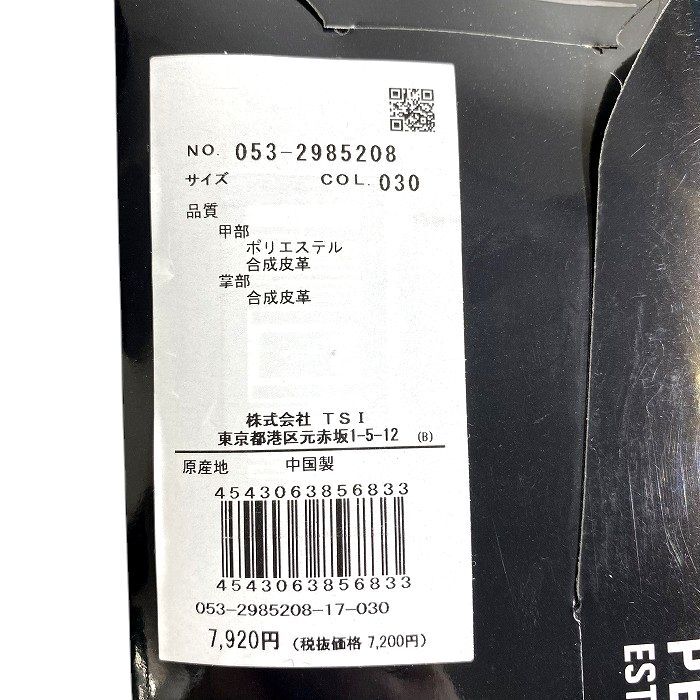 NO. 053-2985208
サイズ COL.030
品質
甲部
ポリエステル
合成皮革
掌部
合成皮革
株式会社 TSI
東京都港区元赤坂1-5-12 (B)
原産地 中国製
4543063856833
4543063856833
053-2985208-17-030
7,920円 (税抜価格 7,200円)
PE
EST